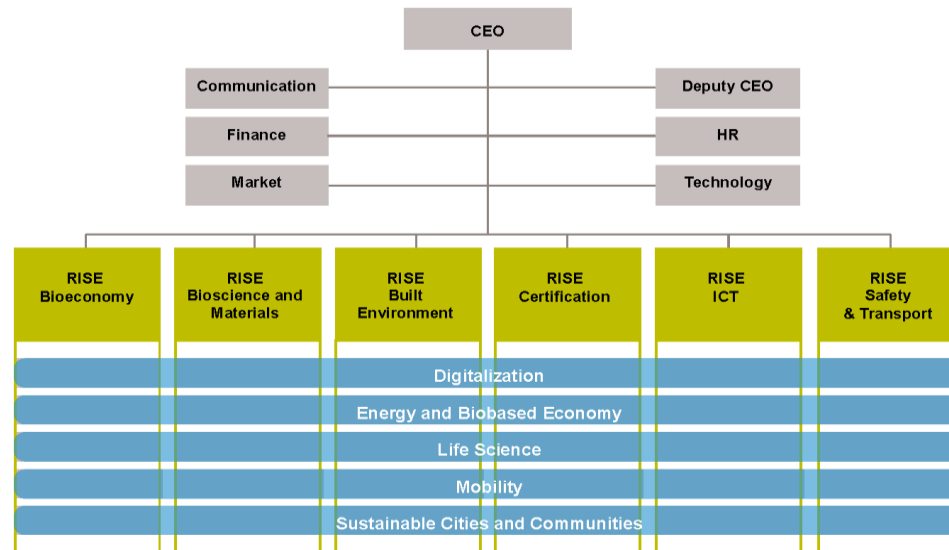 CEO
Communication
Deputy CEO
Finance
HR
Market
Technology
RISE
Bioeconomy
RISE
Bioscience and
Materials
RISE
Built
Environment
RISE
Certification
RISE
ICT
RISE
Safety
& Transport
Digitalization
Energy and Biobased Economy
Life Science
Mobility
Sustainable Cities and Communities